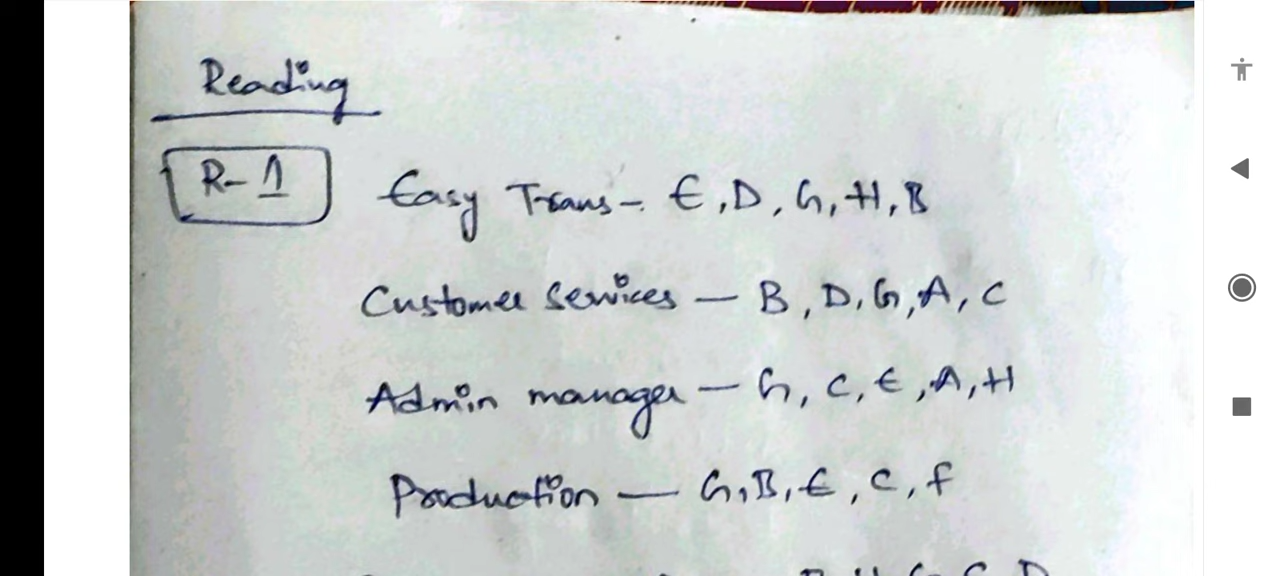 Reading
R-1
Easy Trans - E, D, G, H, B
Customer Services - B, D, G, A, C
Admin manager - G, C, E, A, H
Production - G, B, E, C, F